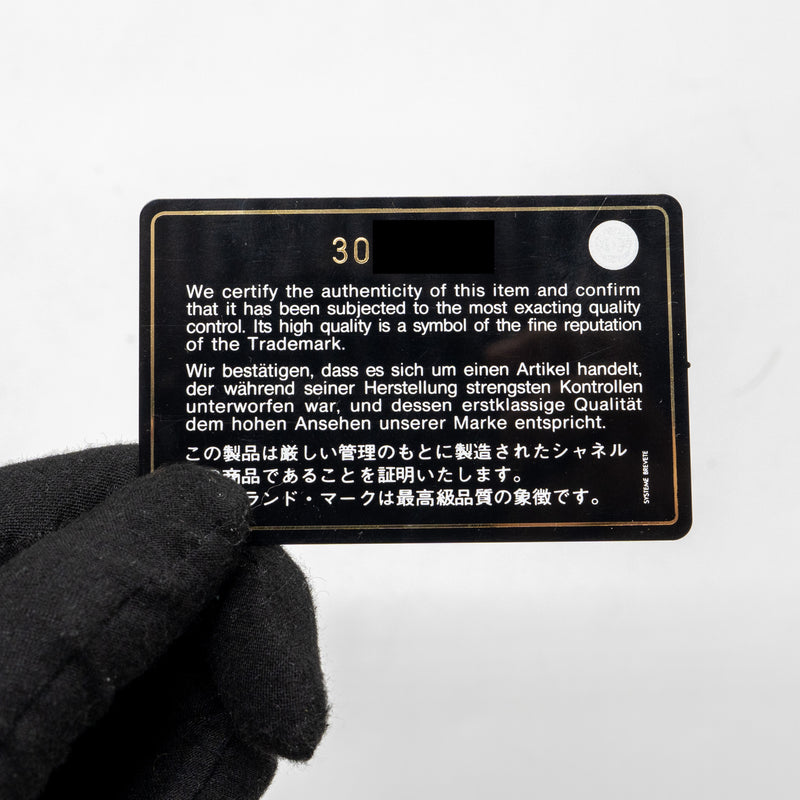 30
We certify the authenticity of this item and confirm
that it has been subjected to the most exacting quality
control. Its high quality is a symbol of the fine reputation
of the Trademark.
Wir bestätigen, dass es sich um einen Artikel handelt,
der während seiner Herstellung strengsten Kontrollen
unterworfen war, und dessen erstklassige Qualität
dem hohen Ansehen unserer Marke entspricht.
この製品は厳しい管理のもとに製造されたシャネル
商品であることを証明いたします。
ランド・マークは最高級品質の象徴です。
SYSTEME BREVETE